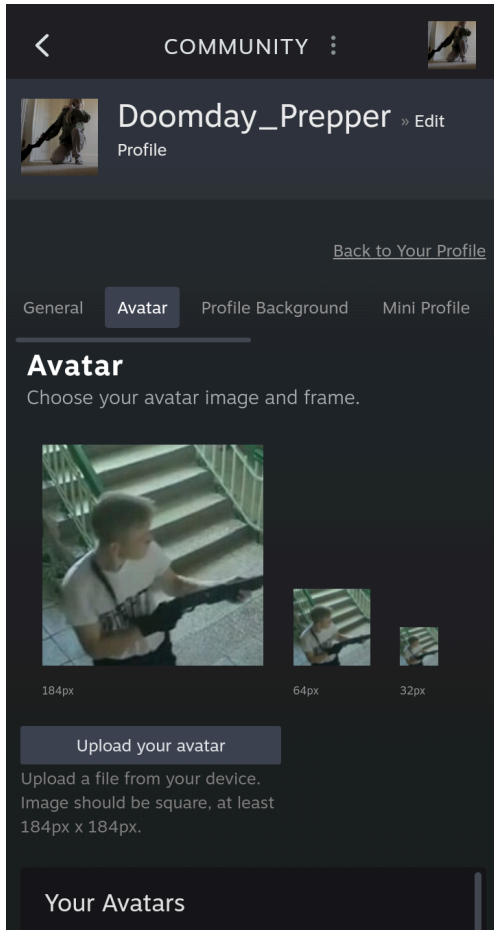 COMMUNITY
Doomday_Prepper » Edit
Profile
Back to Your Profile
General Avatar Profile Background Mini Profile
Avatar
Choose your avatar image and frame.
184px 64px 32px
Upload your avatar
Upload a file from your device.
Image should be square, at least
184px x 184px.
Your Avatars